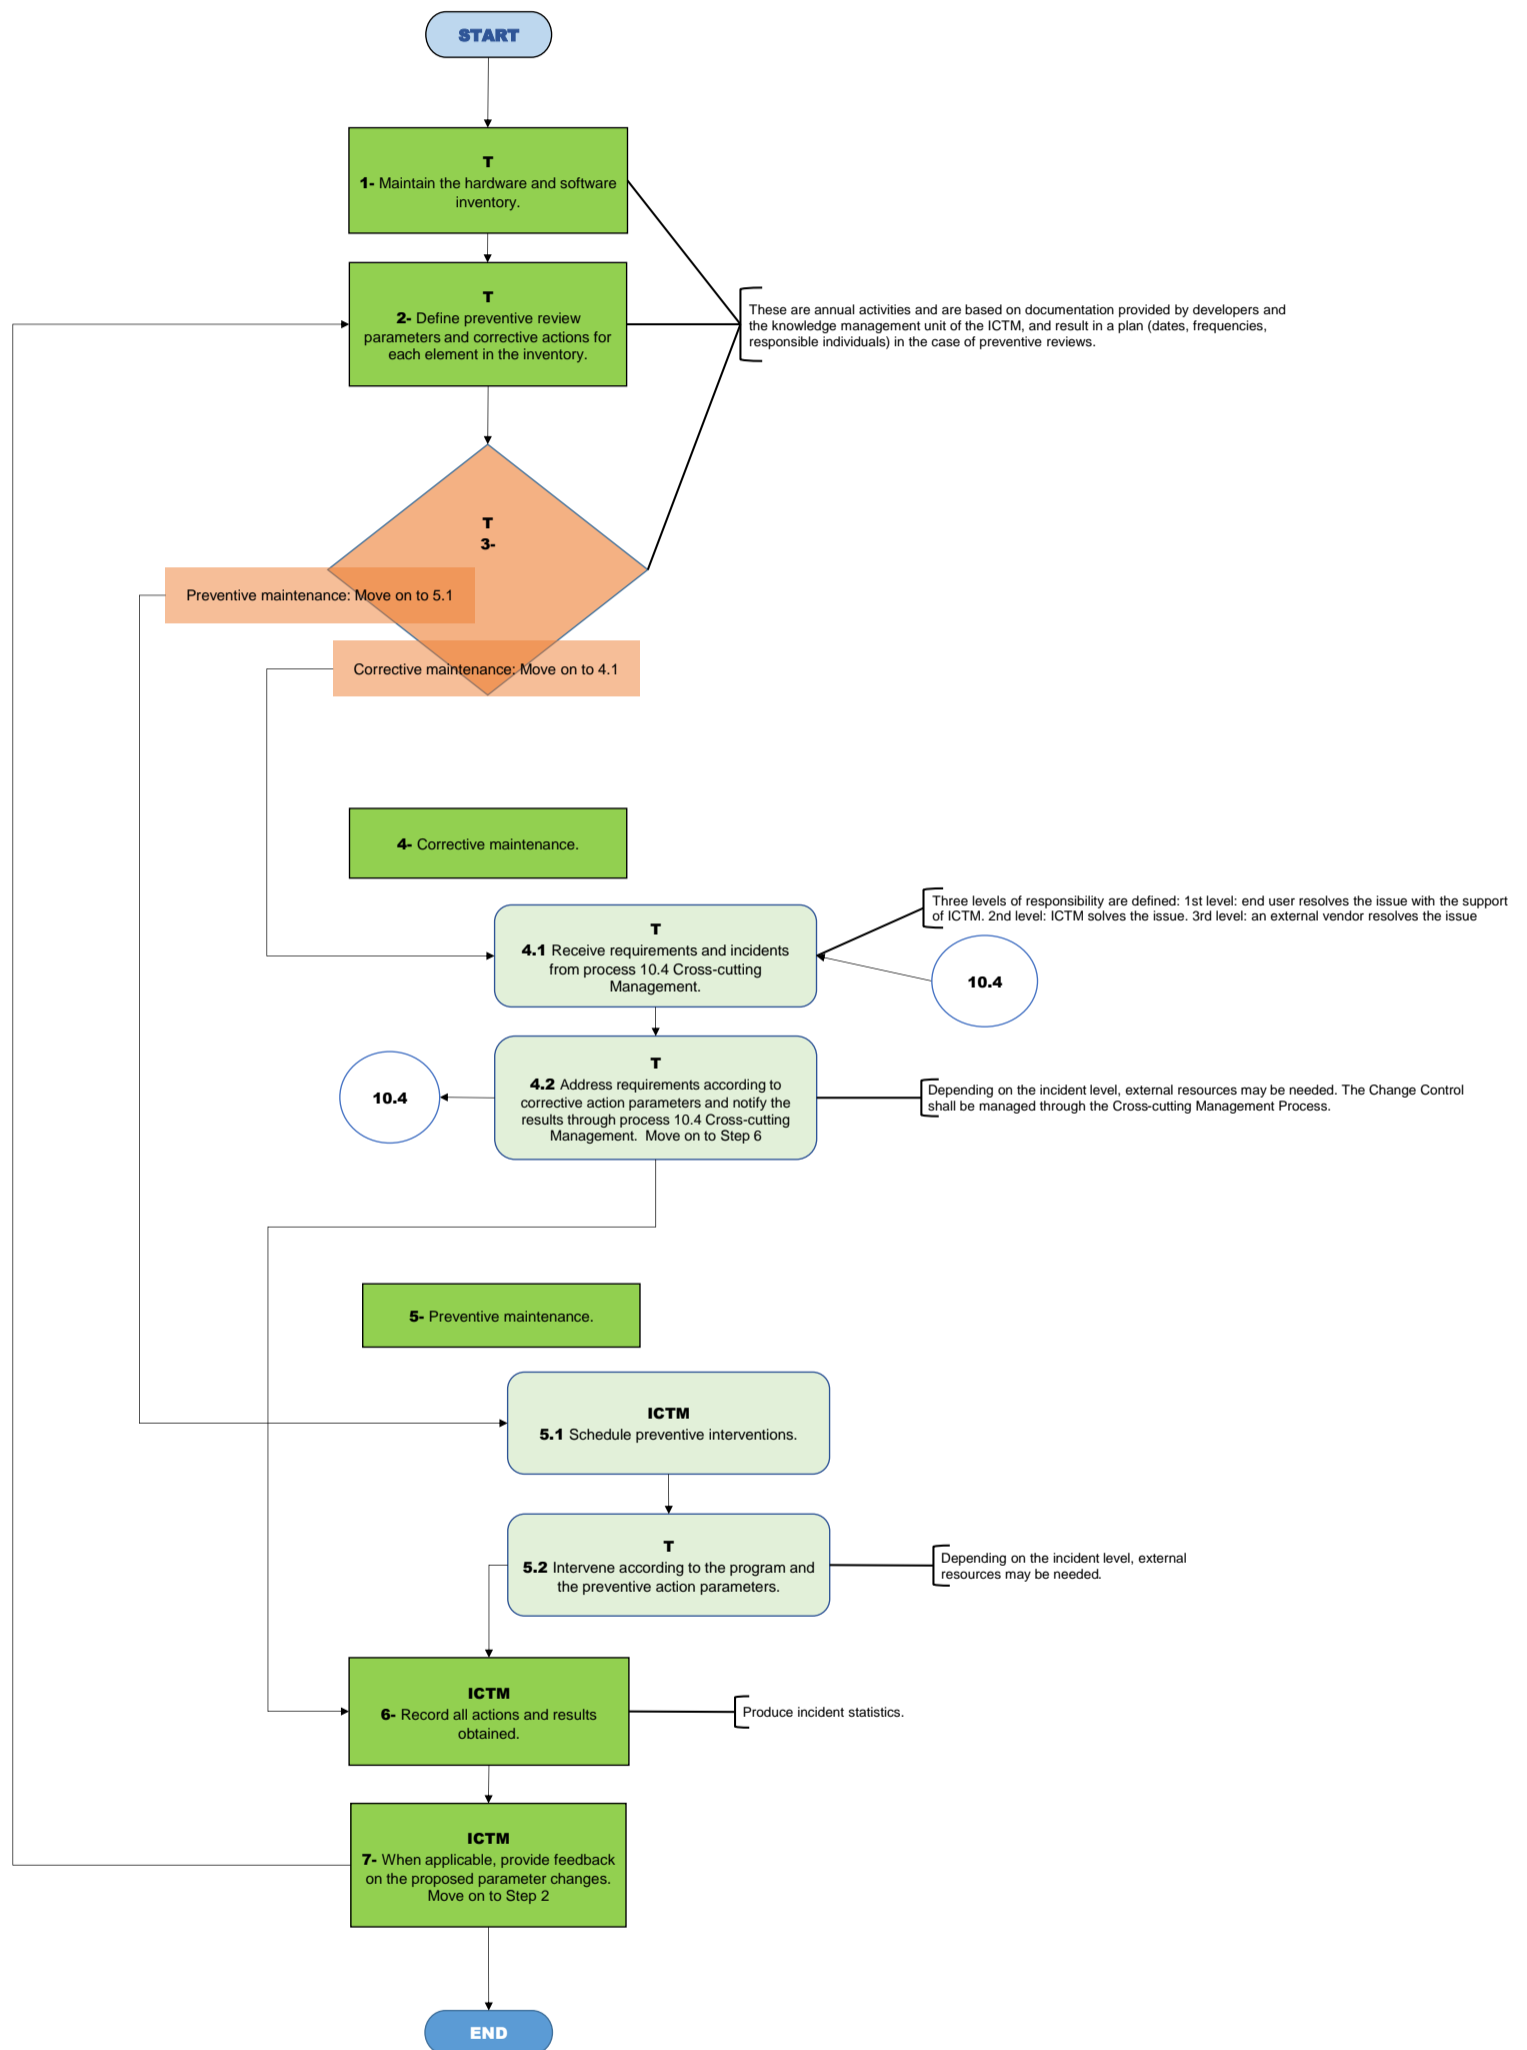 START
T
1- Maintain the hardware and software
inventory.
T
2- Define preventive review
parameters and corrective actions for
each element in the inventory.
These are annual activities and are based on documentation provided by developers and
the knowledge management unit of the ICTM, and result in a plan (dates, frequencies,
responsible individuals) in the case of preventive reviews.
T
3-
Preventive maintenance: Move on to 5.1
Corrective maintenance: Move on to 4.1
4- Corrective maintenance.
Three levels of responsibility are defined: 1st level: end user resolves the issue with the support
of ICTM. 2nd level: ICTM solves the issue. 3rd level: an external vendor resolves the issue
T
4.1 Receive requirements and incidents
from process 10.4 Cross-cutting
Management.
10.4
T
4.2 Address requirements according to
corrective action parameters and notify the
results through process 10.4 Cross-cutting
Management.  Move on to Step 6
10.4
Depending on the incident level, external resources may be needed. The Change Control
shall be managed through the Cross-cutting Management Process.
5- Preventive maintenance.
ICTM
5.1 Schedule preventive interventions.
T
5.2 Intervene according to the program and
the preventive action parameters.
Depending on the incident level, external
resources may be needed.
ICTM
6- Record all actions and results
obtained.
Produce incident statistics.
ICTM
7- When applicable, provide feedback
on the proposed parameter changes.
Move on to Step 2
END